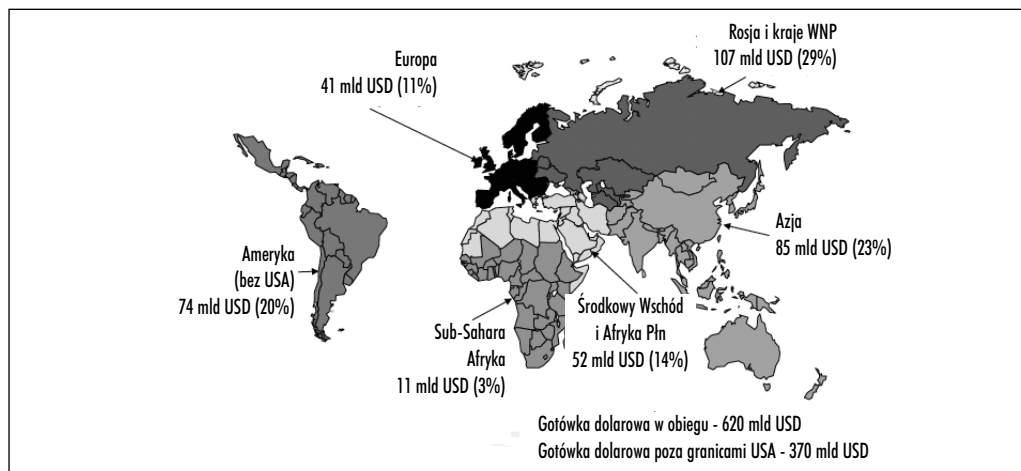 Rosja i kraje WNP
107 mld USD (29%)
Europa
41 mld USD (11%)
Azja
85 mld USD (23%)
Ameryka
(bez USA)
74 mld USD (20%)
Środkowy Wschód
i Afryka Płn
52 mld USD (14%)
Sub-Sahara
Afryka
11 mld USD (3%)
Gotówka dolarowa w obiegu - 620 mld USD
Gotówka dolarowa poza granicami USA - 370 mld USD